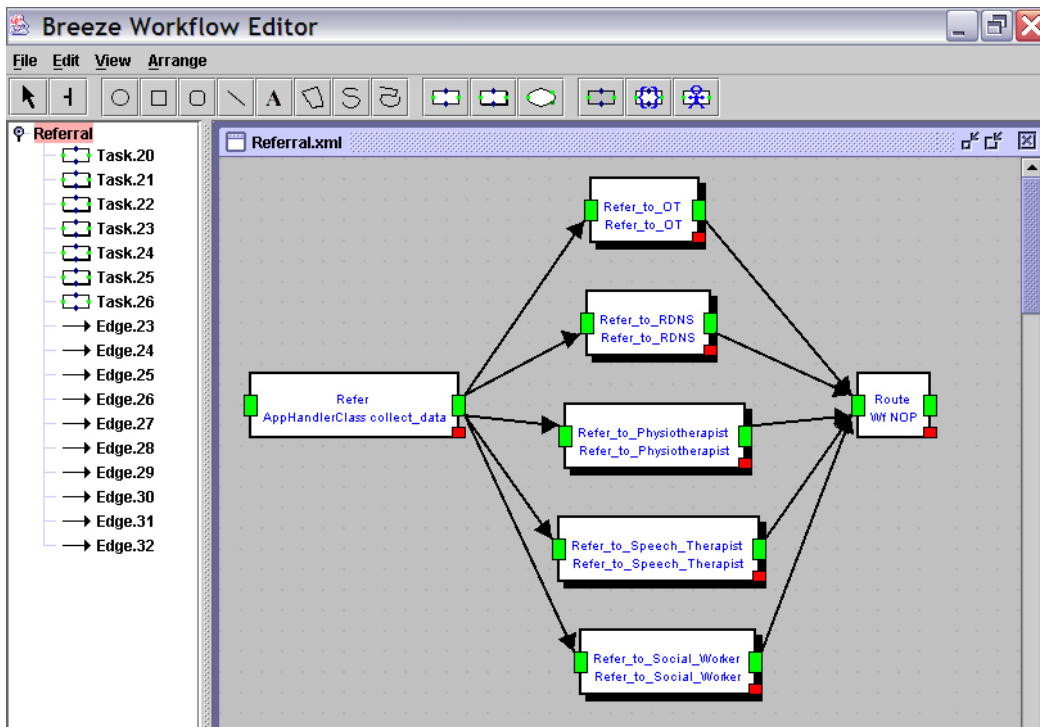 Breeze Workflow Editor
File Edit View Arrange
A
Referral
Task.20
Task.21
Task.22
Task.23
Task.24
Task.25
Task.26
Edge.23
Edge.24
Edge.25
Edge.26
Edge.27
Edge.28
Edge.29
Edge.30
Edge.31
Edge.32
Referral.xml
Refer_to_OT
Refer_to_OT
Refer_to_RDNS
Refer_to_RDNS
Refer
AppHandlerClass collect_data
Route
Wf NOP
Refer_to_Physiotherapist
Refer_to_Physiotherapist
Refer_to_Speech_Therapist
Refer_to_Speech_Therapist
Refer_to_Social_Worker
Refer_to_Social_Worker